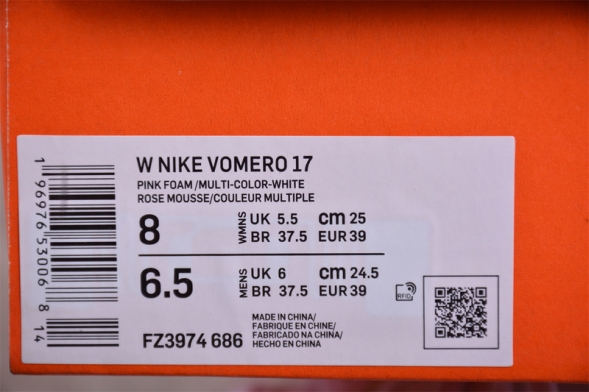 W NIKE VOMERO 17
PINK FOAM/MULTI-COLOR-WHITE
ROSE MOUSSE/COULEUR MULTIPLE
8 WMNS UK 5.5 cm 25
BR 37.5 EUR 39
6.5 MENS UK 6 cm 24.5
BR 37.5 EUR 39
RFID
FZ3974 686
MADE IN CHINA/
FABRIQUE EN CHINE/
FABRICADO NA CHINA/
HECHO EN CHINA
1 96976 53006 8 14